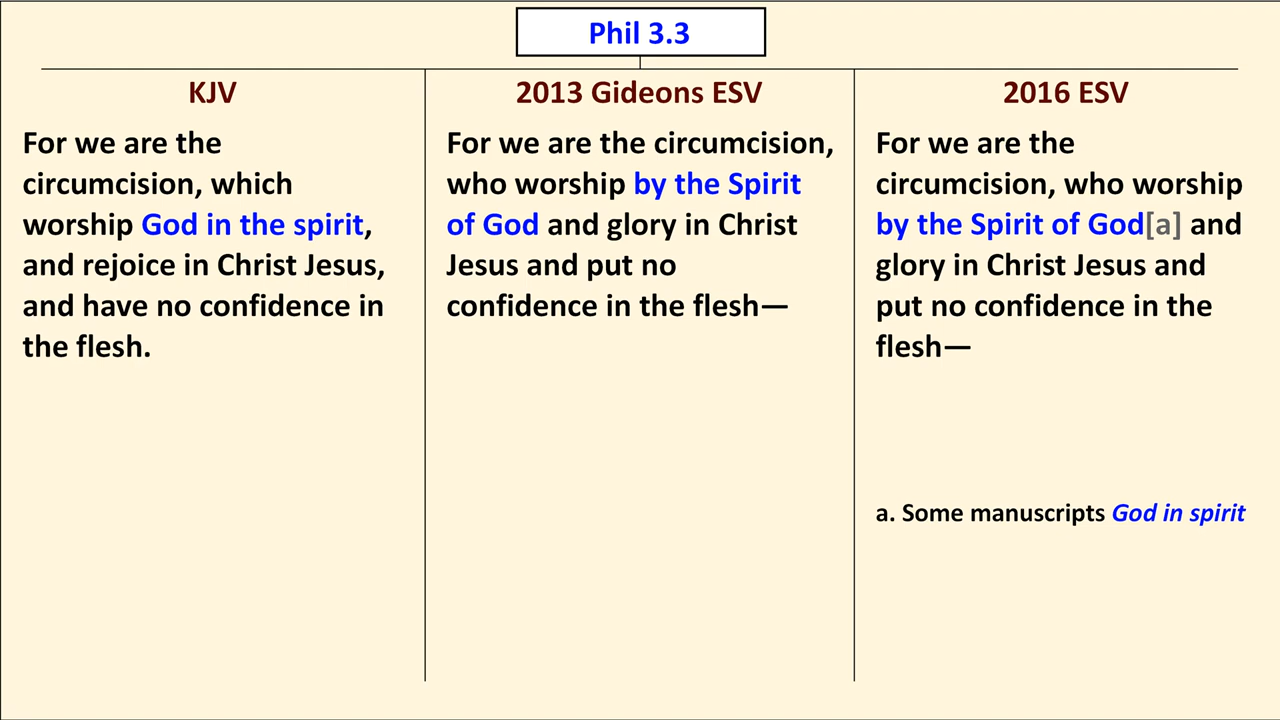 Phil 3.3
KJV
For we are the
circumcision, which
worship God in the spirit,
and rejoice in Christ Jesus,
and have no confidence in
the flesh.
2013 Gideons ESV
For we are the circumcision,
who worship by the Spirit
of God and glory in Christ
Jesus and put no
confidence in the flesh—
2016 ESV
For we are the
circumcision, who worship
by the Spirit of God[a] and
glory in Christ Jesus and
put no confidence in the
flesh—
a. Some manuscripts God in spirit